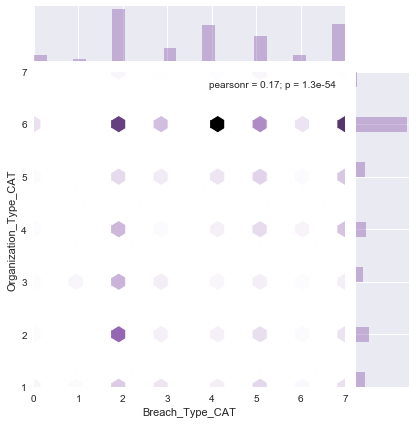 7
6
5
4
3
2
1
Organization_Type_CAT
pearsonr = 0.17; p = 1.3e-54
0 1 2 3 4 5 6 7
Breach_Type_CAT